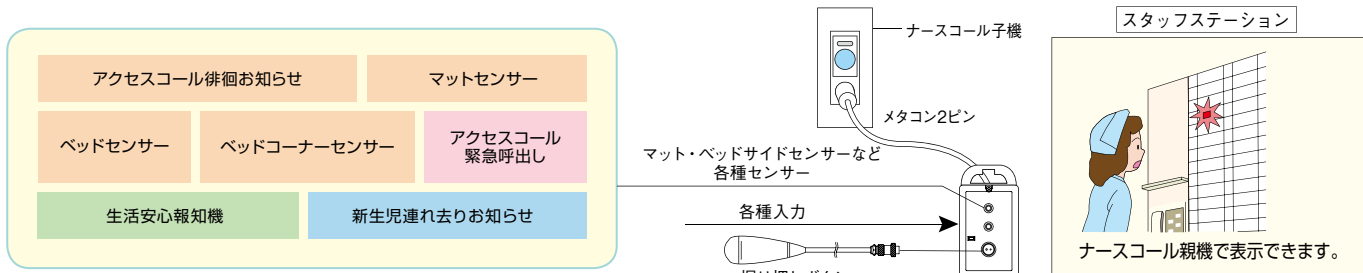 アクセスコール徘徊お知らせ
マットセンサー
ベッドセンサー
ベッドコーナーセンサー
アクセスコール
緊急呼出し
生活安心報知機
新生児連れ去りお知らせ
ナースコール子機
メタコン2ピン
マット・ベッドサイドセンサーなど
各種センサー
各種入力
スタッフステーション
ナースコール親機で表示できます。